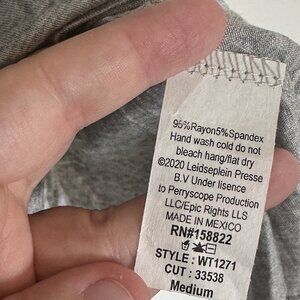 95%Rayon5%Spandex
Hand wash cold do not
bleach hang/flat dry
©2020 Leidseplein Presse
B.V Under lisence
to Perryscope Production
LLC/Epic Rights LLS
MADE IN MEXICO
RN#158822
STYLE : WT1271
CUT : 33538
Medium